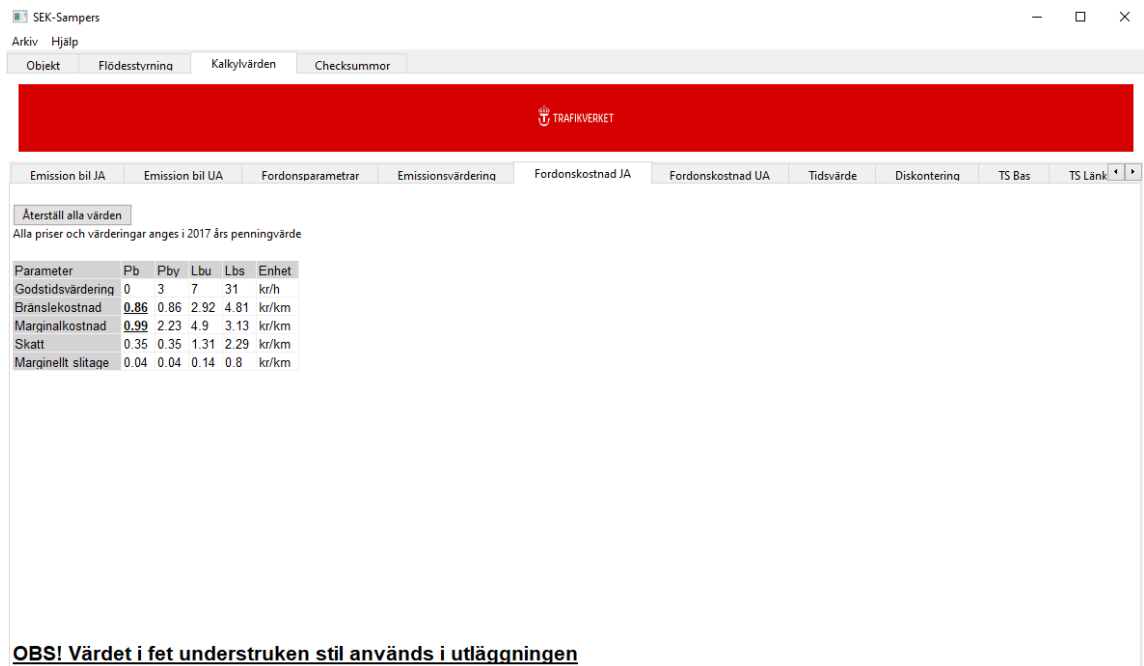 SEK-Sampers
Arkiv Hjälp
Objekt Flödesstyrning Kalkylvärden Checksummor
TRAFIKVERKET
Emission bil JA Emission bil UA Fordonsparametrar Emissionsvärdering Fordonskostnad JA Fordonskostnad UA Tidsvärde Diskontering TS Bas TS Länk
Återställ alla värden
Alla priser och värderingar anges i 2017 års penningvärde
Parameter Pb Pby Lbu Lbs Enhet
Godstidsvärdering 0 3 7 31 kr/h
Bränslekostnad 0.86 0.86 2.92 4.81 kr/km
Marginalkostnad 0.99 2.23 4.9 3.13 kr/km
Skatt 0.35 0.35 1.31 2.29 kr/km
Marginellt slitage 0.04 0.04 0.14 0.8 kr/km
OBS! Värdet i fet understruken stil används i utläggningen